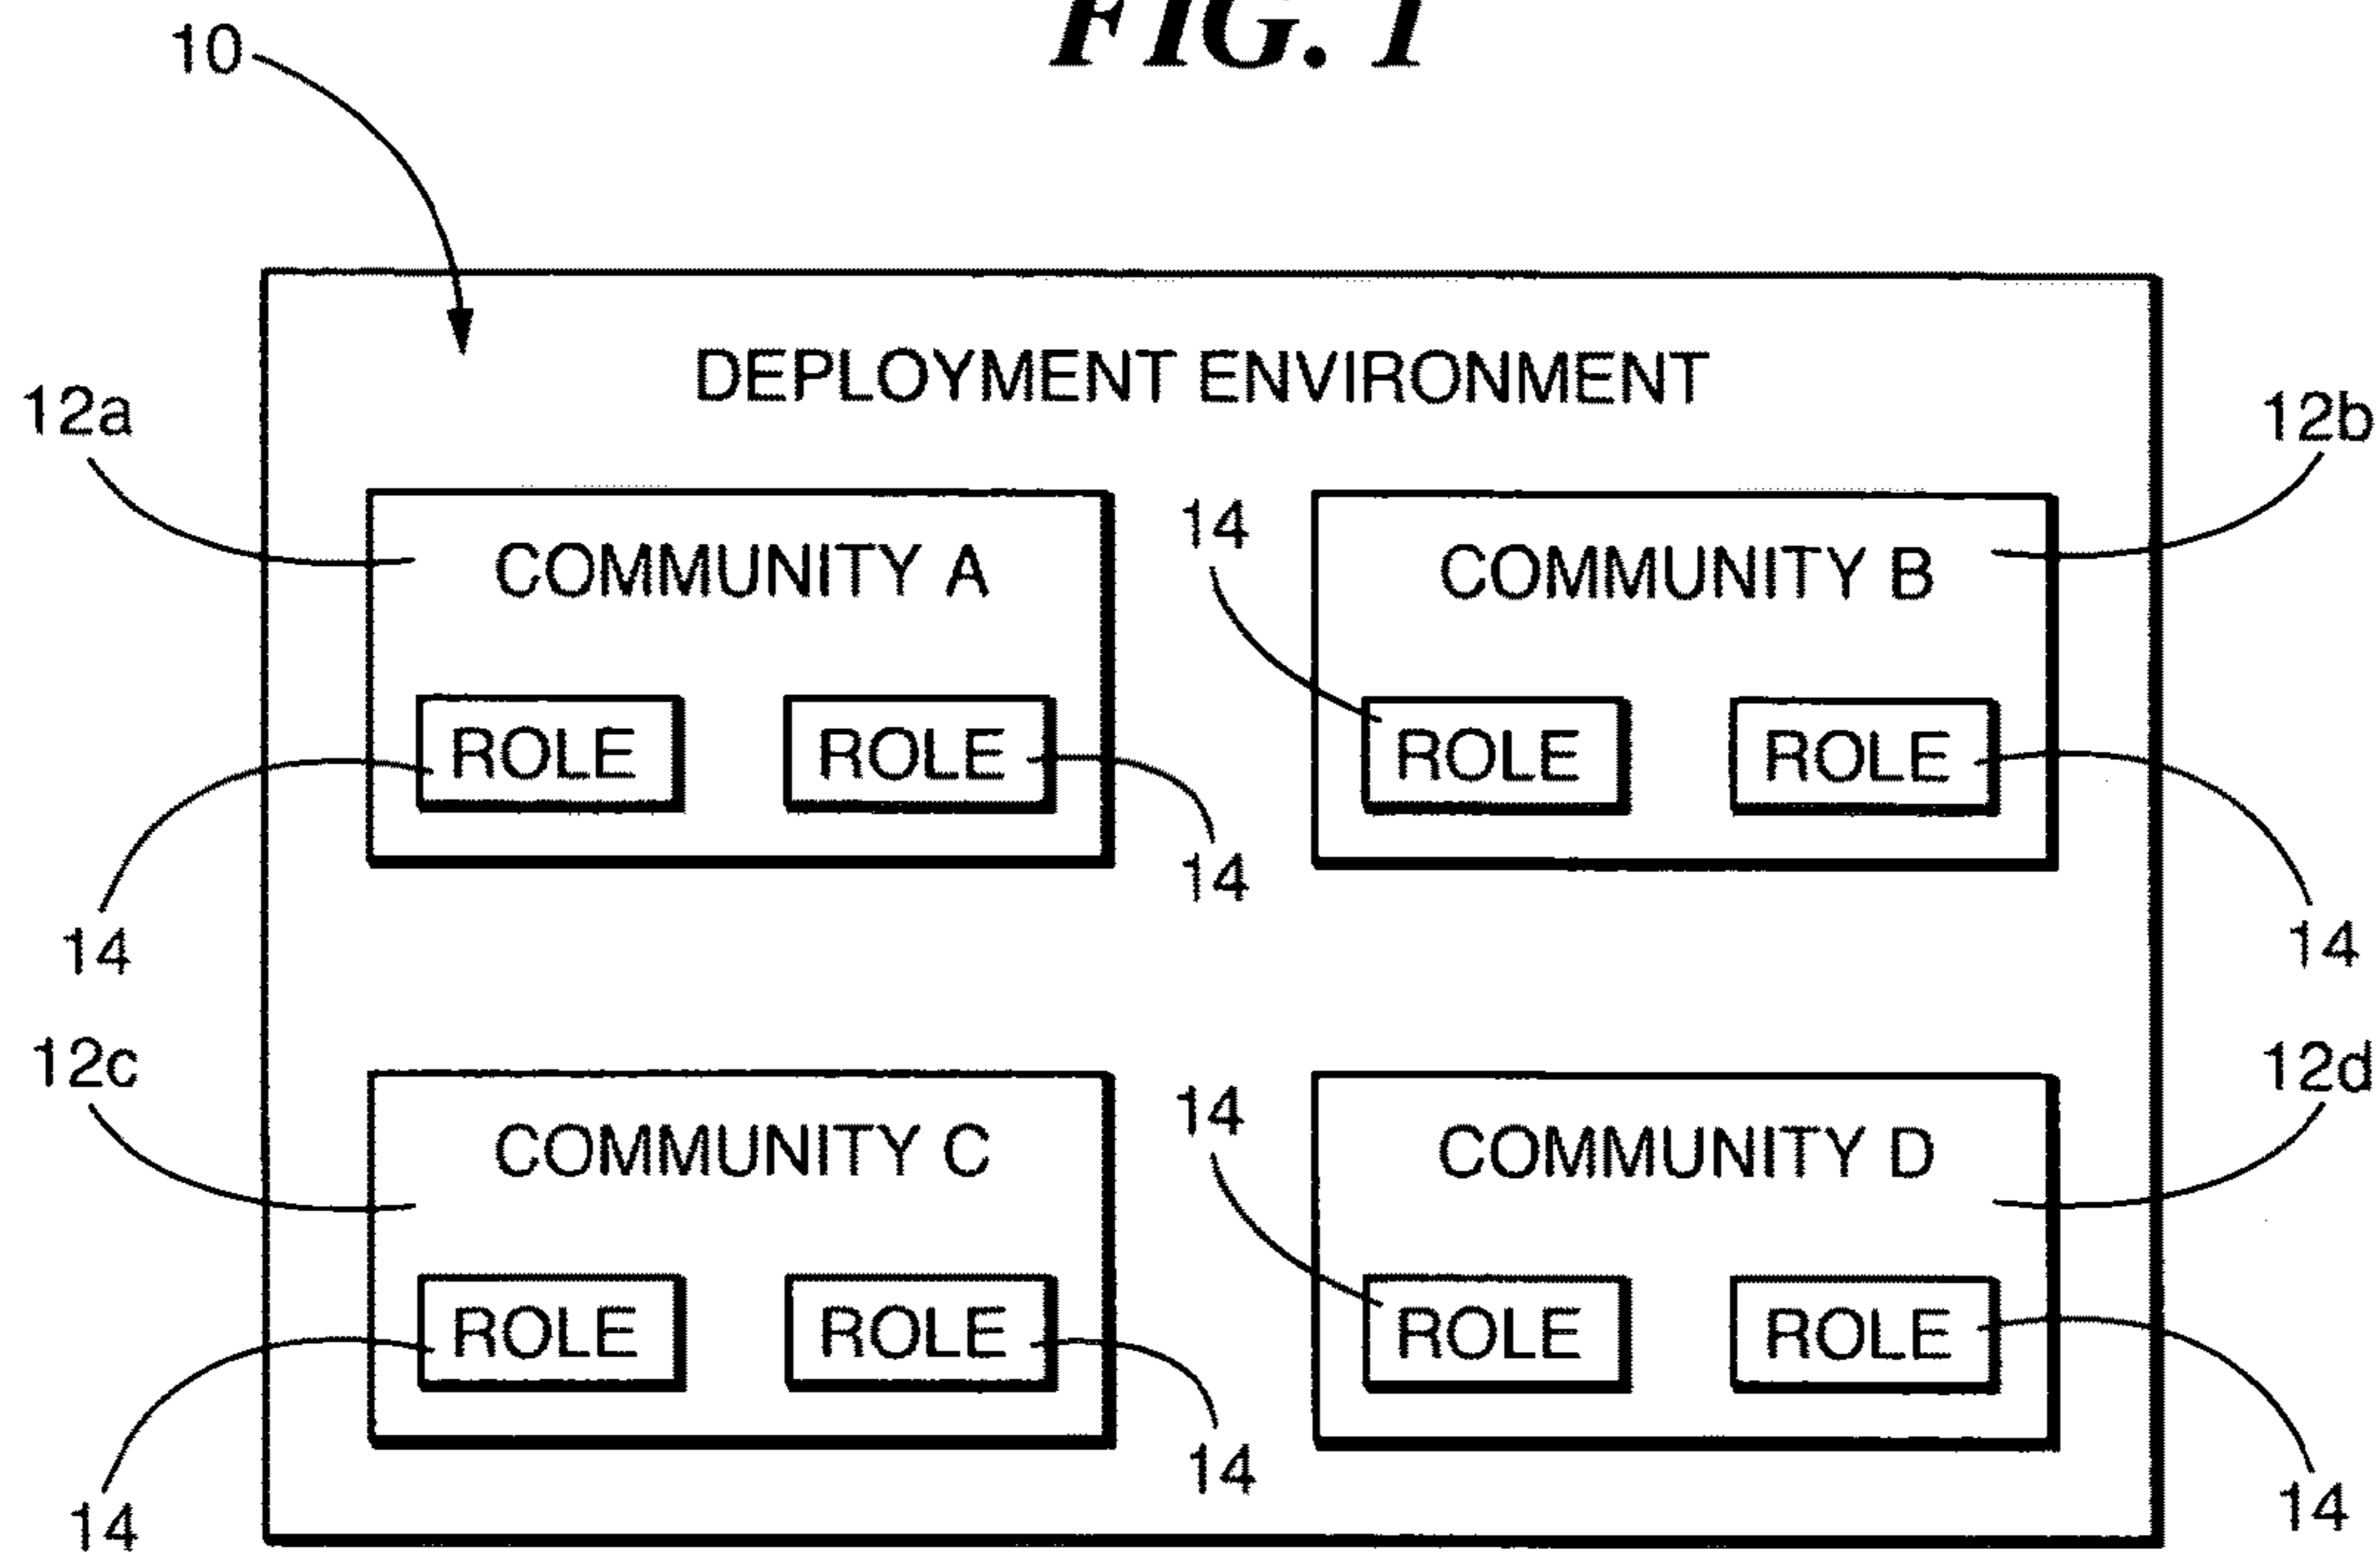 FIG. 1
10
DEPLOYMENT ENVIRONMENT
12a
12b
COMMUNITY A
14
COMMUNITY B
ROLE ROLE
ROLE ROLE
14
14
14
12c
12d
COMMUNITY C
14
COMMUNITY D
ROLE ROLE
ROLE ROLE
14
14
14